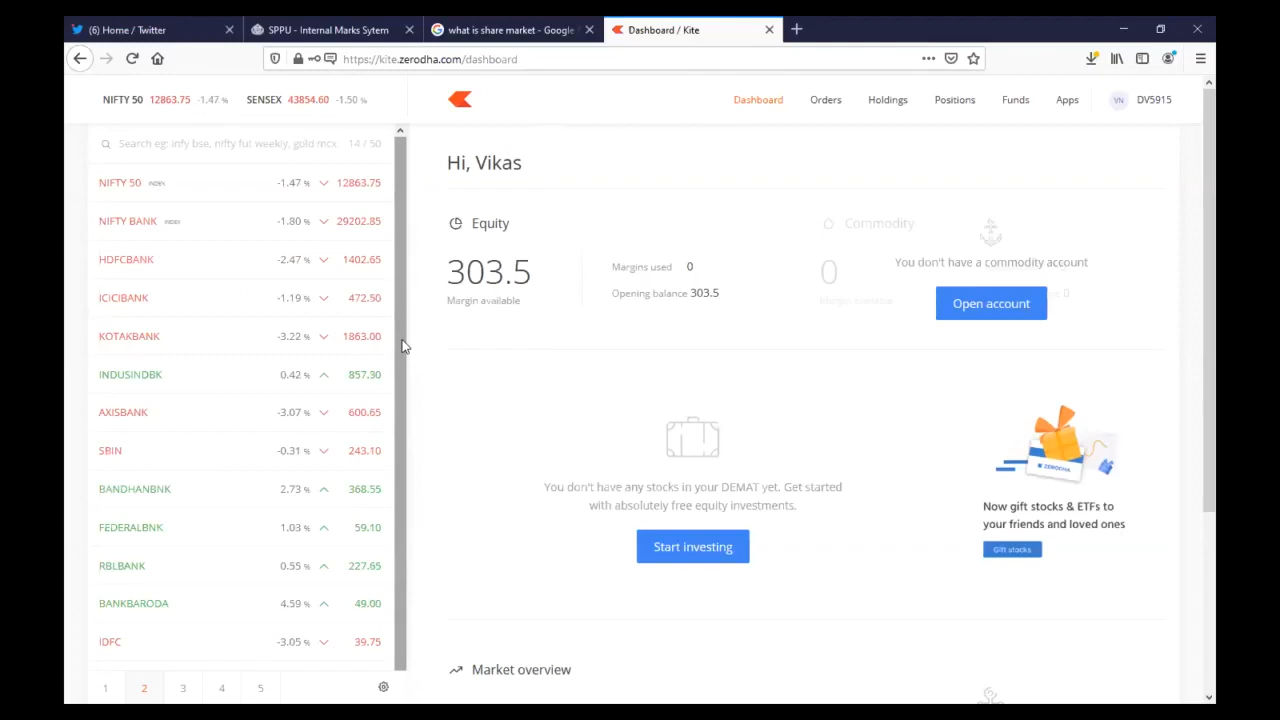 (6) Home / Twitter
SPPU - Internal Marks Sytem
what is share market - Google
Dashboard / Kite
https://kite.zerodha.com/dashboard
NIFTY 50 12863.75 -1.47 % SENSEX 43854.60 -1.50 %
Dashboard Orders Holdings Positions Funds Apps VN DV5915
Search eg: infy bse, nifty fut weekly, gold mcx 14 / 50
NIFTY 50 INDEX -1.47 % 12863.75
NIFTY BANK INDEX -1.80 % 29202.85
HDFCBANK -2.47 % 1402.65
ICICIBANK -1.19 % 472.50
KOTAKBANK -3.22 % 1863.00
INDUSINDBK 0.42 % 857.30
AXISBANK -3.07 % 600.65
SBIN -0.31 % 243.10
BANDHANBNK 2.73 % 368.55
FEDERALBNK 1.03 % 59.10
RBLBANK 0.55 % 227.65
BANKBARODA 4.59 % 49.00
IDFC -3.05 % 39.75
1 2 3 4 5
Hi, Vikas
Equity
303.5
Margin available
Margins used 0
Opening balance 303.5
Commodity
0
Margin available
You don't have a commodity account
Open account
You don't have any stocks in your DEMAT yet. Get started
with absolutely free equity investments.
Start investing
ZERODHA
Now gift stocks & ETFs to
your friends and loved ones
Gift stocks
Market overview